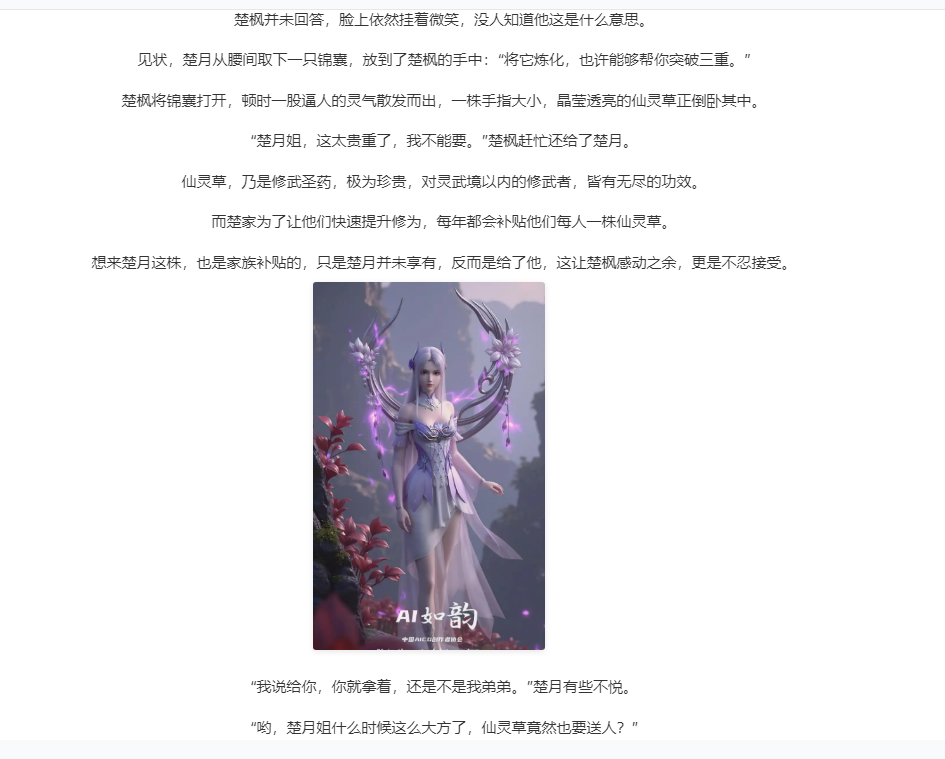 楚枫并未回答，脸上依然挂着微笑，没人知道他这是什么意思。
见状，楚月从腰间取下一只锦囊，放到了楚枫的手中：“将它炼化，也许能够帮你突破三重。”
楚枫将锦囊打开，顿时一股逼人的灵气散发而出，一株手指大小，晶莹透亮的仙灵草正倒卧其中。
“楚月姐，这太贵重了，我不能要。”楚枫赶忙还给了楚月。
仙灵草，乃是修武圣药，极为珍贵，对灵武境以内的修武者，皆有无尽的功效。
而楚家为了让他们快速提升修为，每年都会补贴他们每人一株仙灵草。
想来楚月这株，也是家族补贴的，只是楚月并未享有，反而是给了他，这让楚枫感动之余，更是不忍接受。
AI如韵
“我说给你，你就拿着，还是不是我弟弟。”楚月有些不悦。
“哟，楚月姐什么时候这么大方了，仙灵草竟然也要送人？”